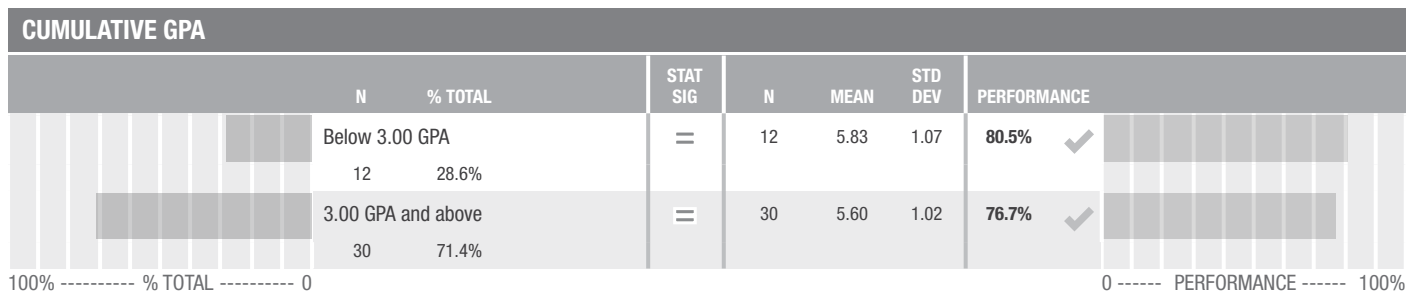 CUMULATIVE GPA
N % TOTAL STAT SIG N MEAN STD DEV PERFORMANCE
Below 3.00 GPA = 12 5.83 1.07 80.5%
12 28.6%
3.00 GPA and above = 30 5.60 1.02 76.7%
30 71.4%
100% ---------- % TOTAL ---------- 0 0 ------ PERFORMANCE ------ 100%